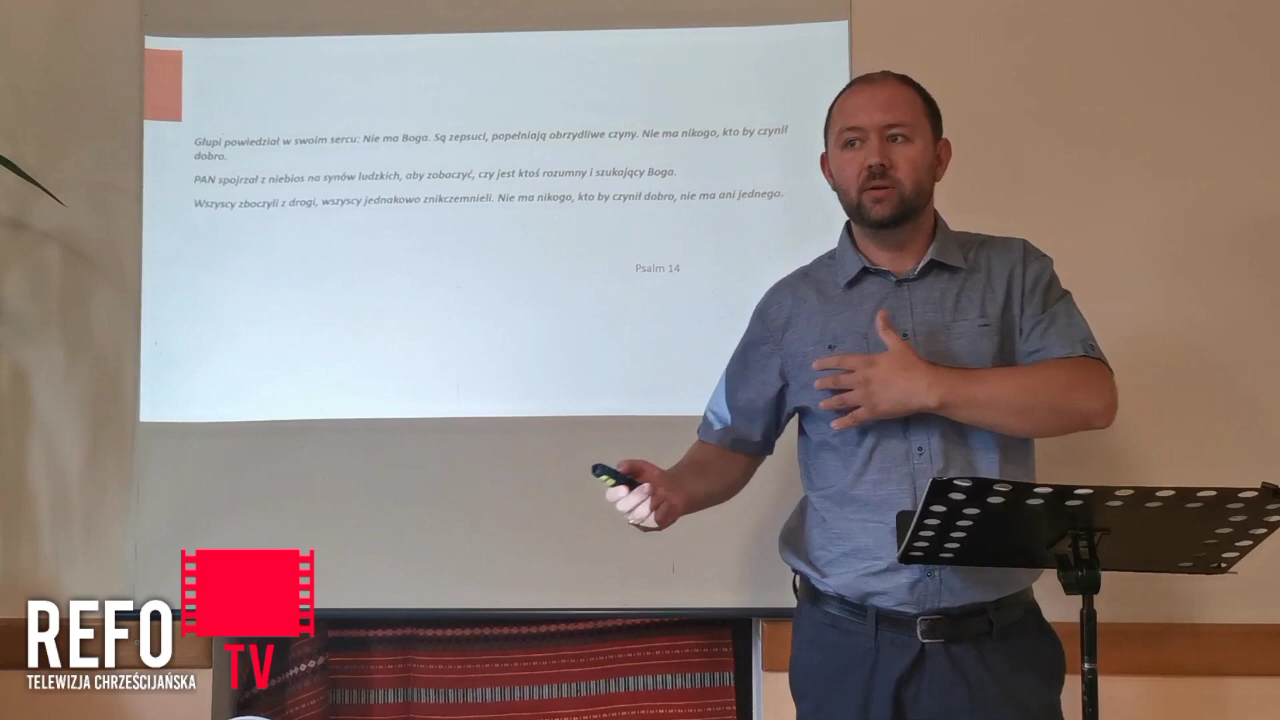 Głupi powiedział w swoim sercu: Nie ma Boga. Są zepsuci, popełniają obrzydliwe czyny. Nie ma nikogo, kto by czynił
dobro.
PAN spojrzał z niebios na synów ludzkich, aby zobaczyć, czy jest ktoś rozumny i szukający Boga.
Wszyscy zboczyli z drogi, wszyscy jednakowo znikczemnieli. Nie ma nikogo, kto by czynił dobro, nie ma ani jednego.
Psalm 14
REFO
TV
TELEWIZJA CHRZEŚCIJAŃSKA